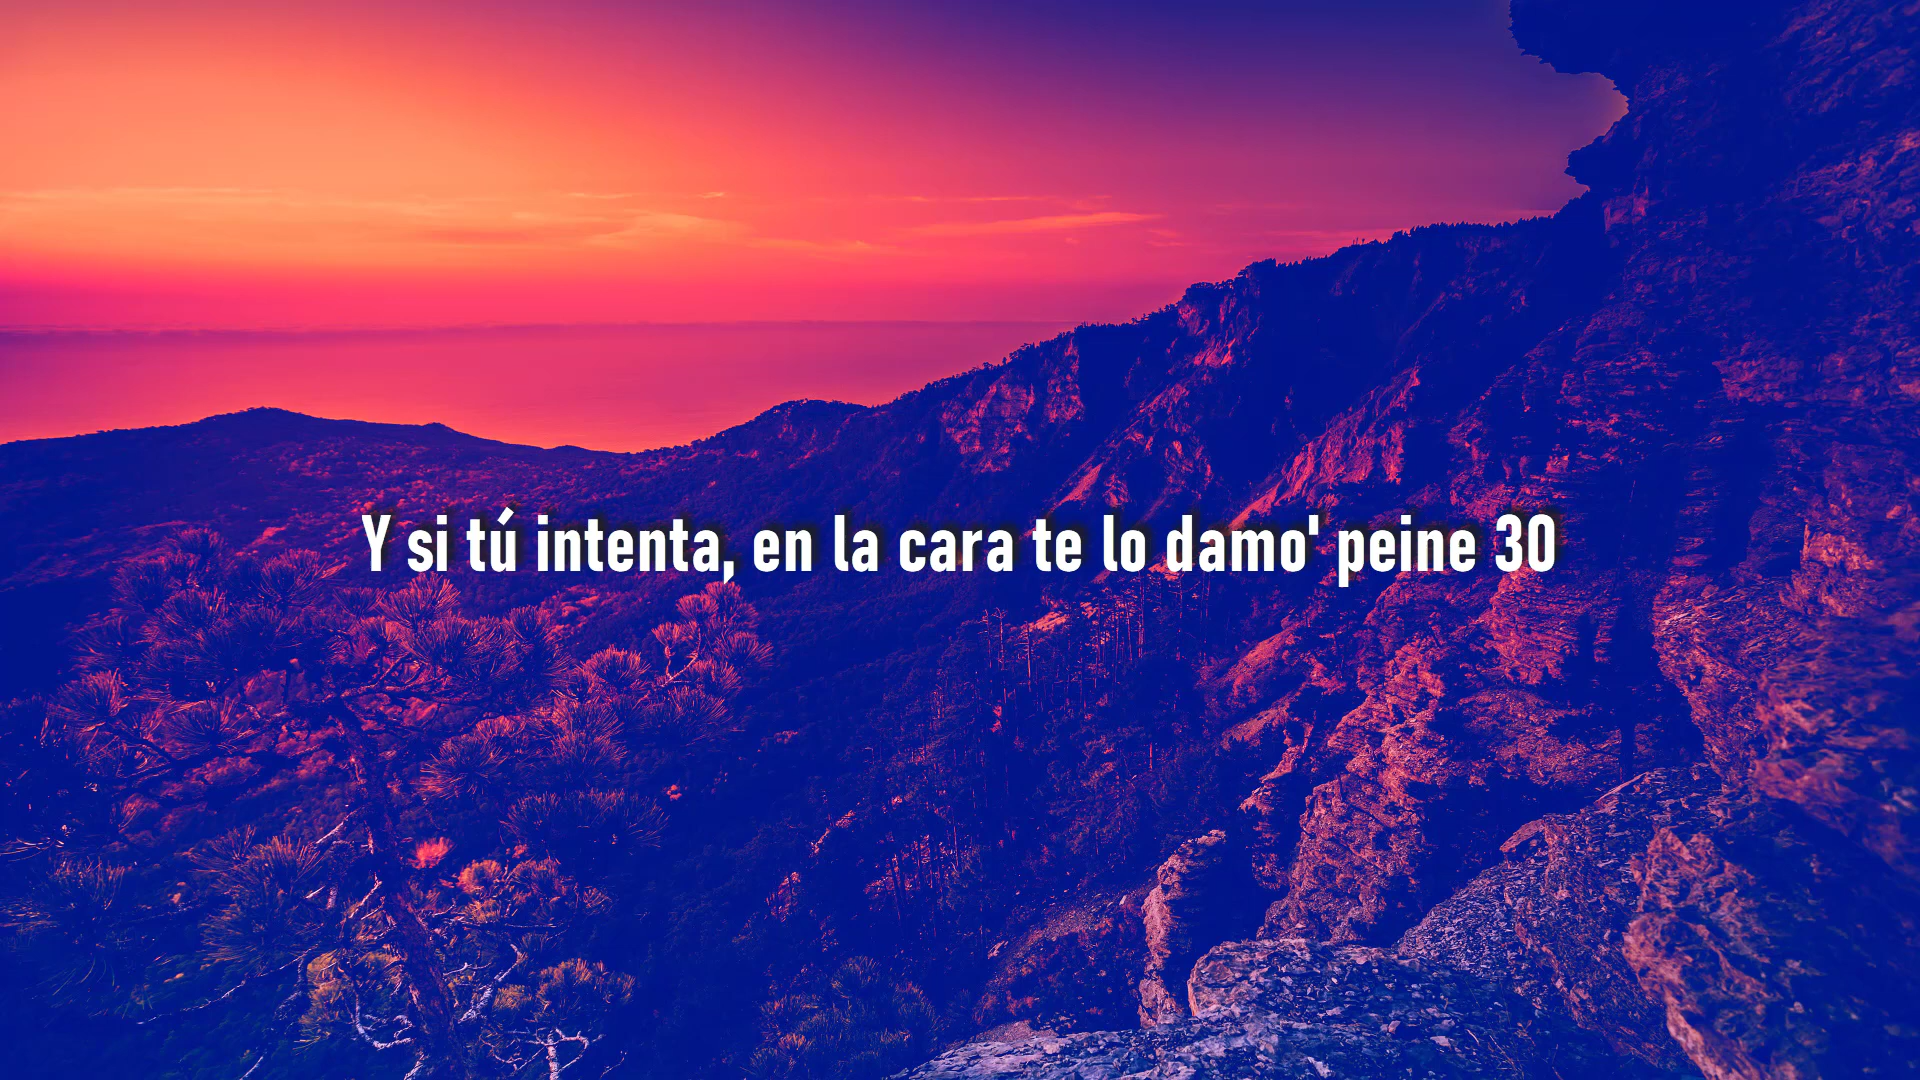 Y si tú intenta, en la cara te lo damo' peine 30